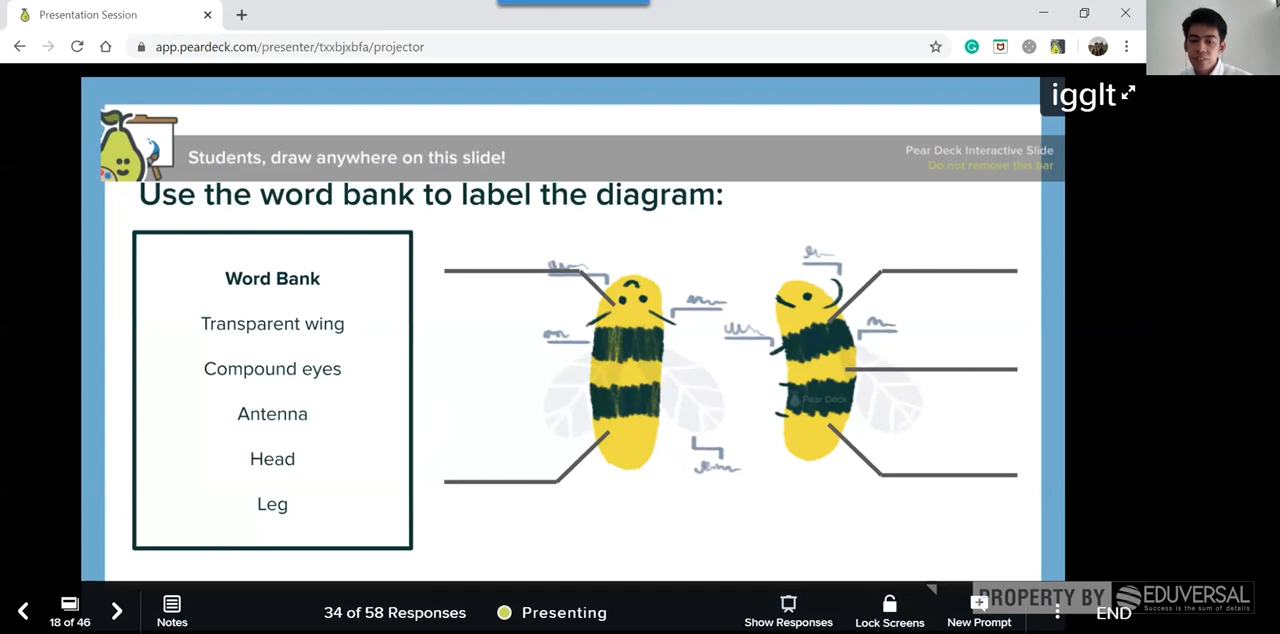 Presentation Session
app.peardeck.com/presenter/txxbjxbfa/projector
igglt
Students, draw anywhere on this slide!
Pear Deck Interactive Slide
Do not remove this bar
Use the word bank to label the diagram:
Word Bank
Transparent wing
Compound eyes
Antenna
Head
Leg
Pear Deck
18 of 46
Notes
34 of 58 Responses
Presenting
Show Responses
Lock Screens
New Prompt
END
PROPERTY BY EDUVERSAL
Success is the sum of details